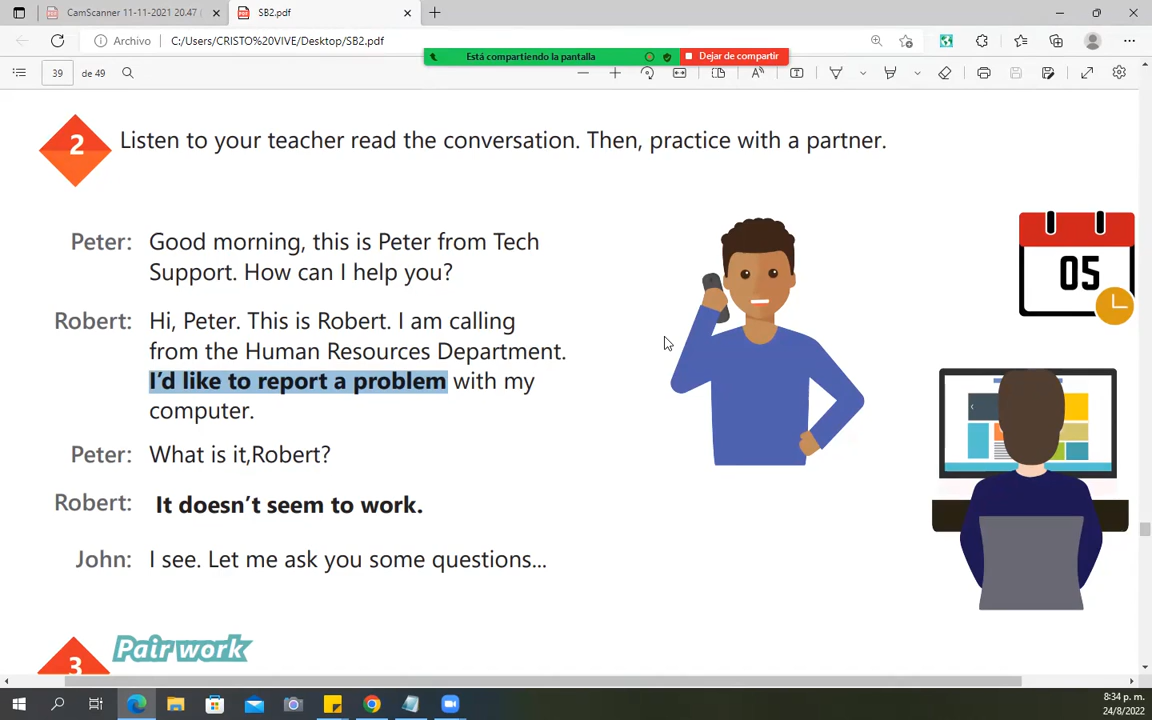 CamScanner 11-11-2021 20.47
SB2.pdf
Archivo
C:/Users/CRISTO%20VIVE/Desktop/SB2.pdf
Está compartiendo la pantalla
Dejar de compartir
39
de 49
2
Listen to your teacher read the conversation. Then, practice with a partner.
Peter: Good morning, this is Peter from Tech
Support. How can I help you?
Robert: Hi, Peter. This is Robert. I am calling
from the Human Resources Department.
I'd like to report a problem with my
computer.
Peter: What is it,Robert?
Robert: It doesn't seem to work.
John: I see. Let me ask you some questions...
05
3
Pair work
8:34 p. m.
24/8/2022